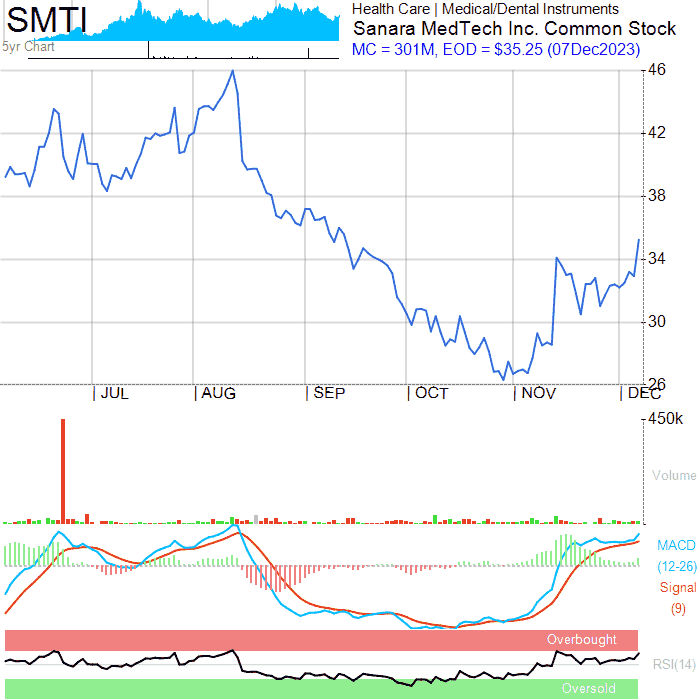 SMTI
5yr Chart
Health Care | Medical/Dental Instruments
Sanara MedTech Inc. Common Stock
MC = 301M, EOD = $35.25 (07Dec2023)
46
42
38
34
30
26
JUL AUG SEP OCT NOV DEC
450k
Volume
MACD
(12-26)
Signal
(9)
Overbought
RSI(14)
Oversold